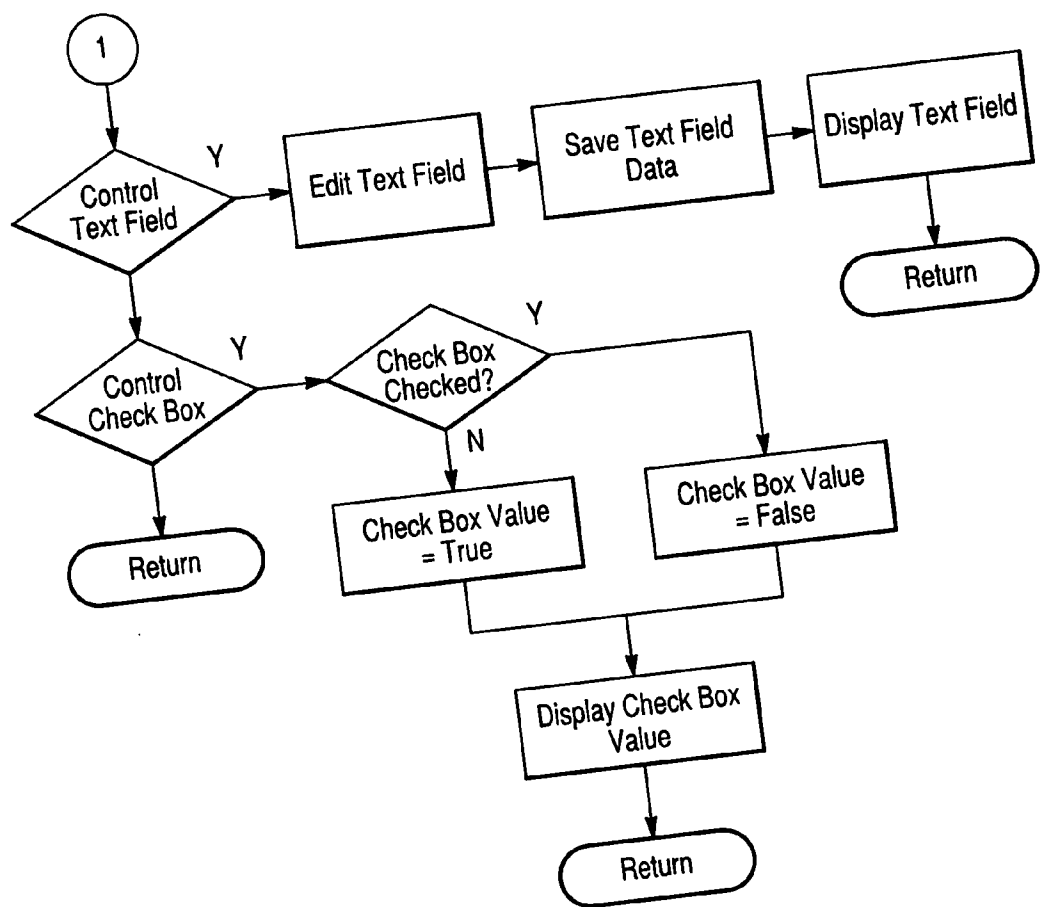 1
Y
Control
Text Field
Edit Text Field
Save Text Field
Data
Display Text Field
Return
Y
Control
Check Box
Check Box
Checked?
Y
N
Check Box Value
= True
Check Box Value
= False
Return
Display Check Box
Value
Return